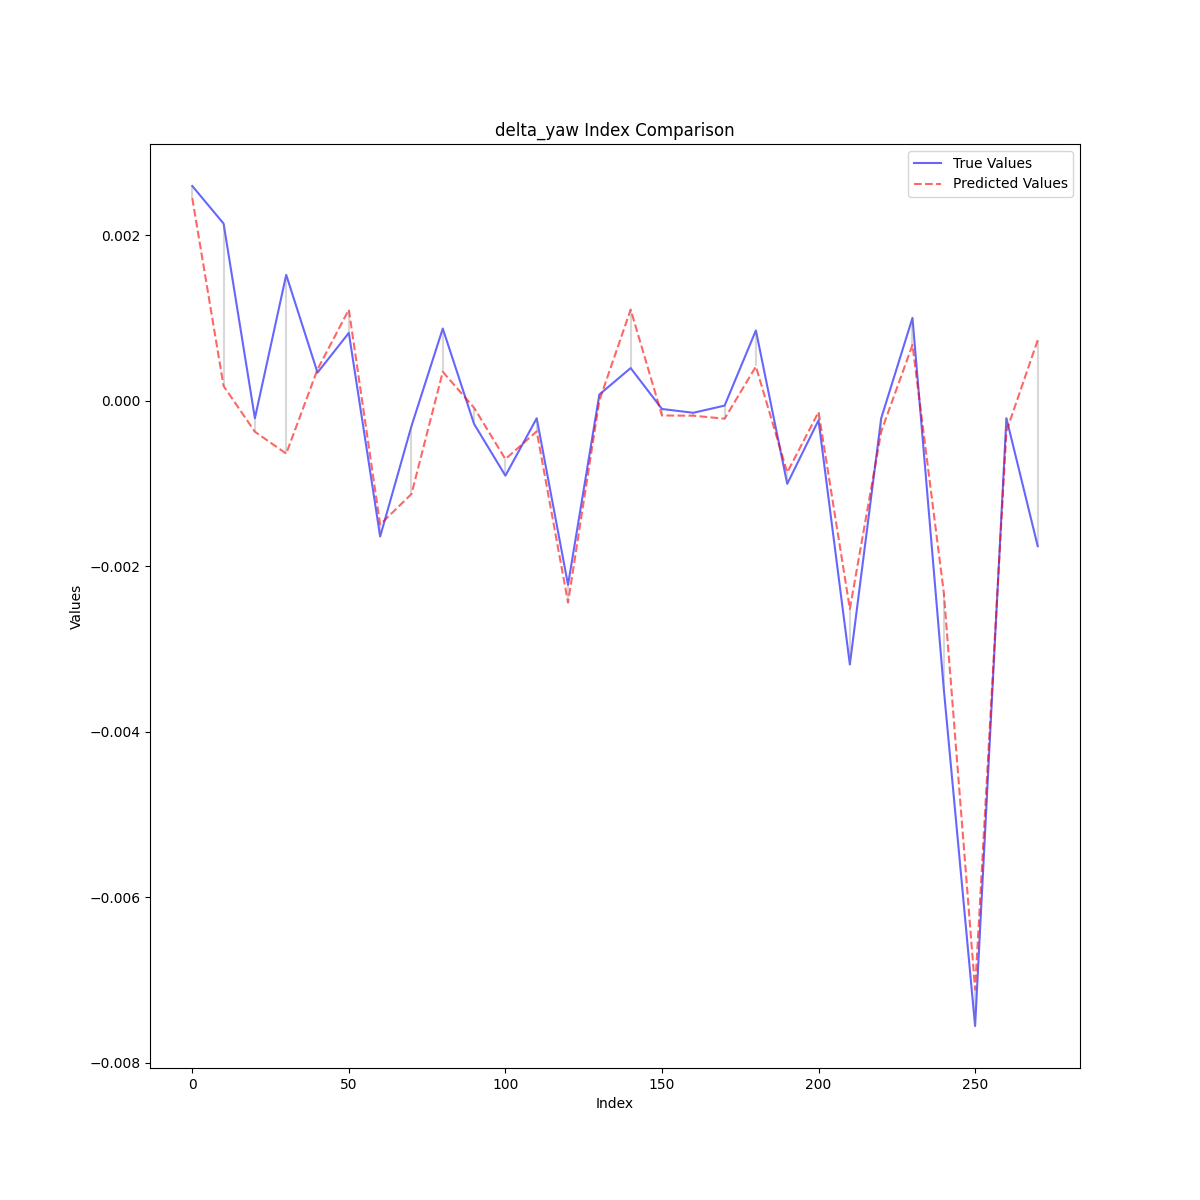 delta_yaw Index Comparison
True Values
Predicted Values
0.002
0.000
−0.002
−0.004
−0.006
−0.008
Values
0
50
100
150
200
250
Index